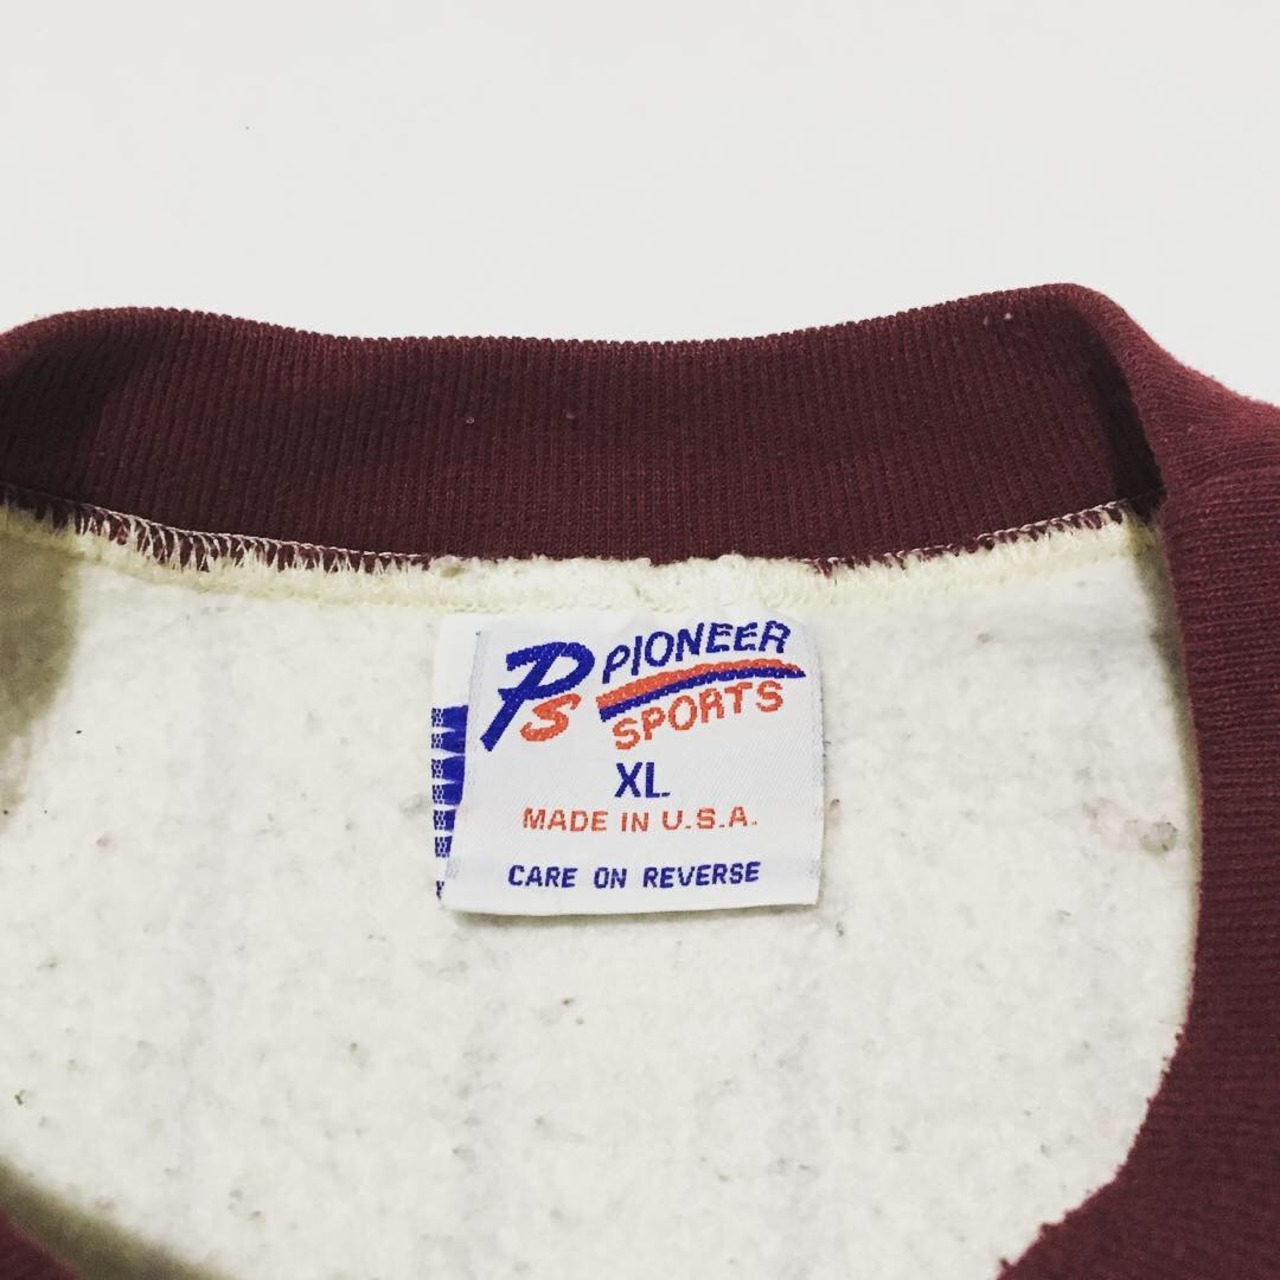 PS PIONEER
SPORTS
XL
MADE IN U.S.A.
CARE ON REVERSE